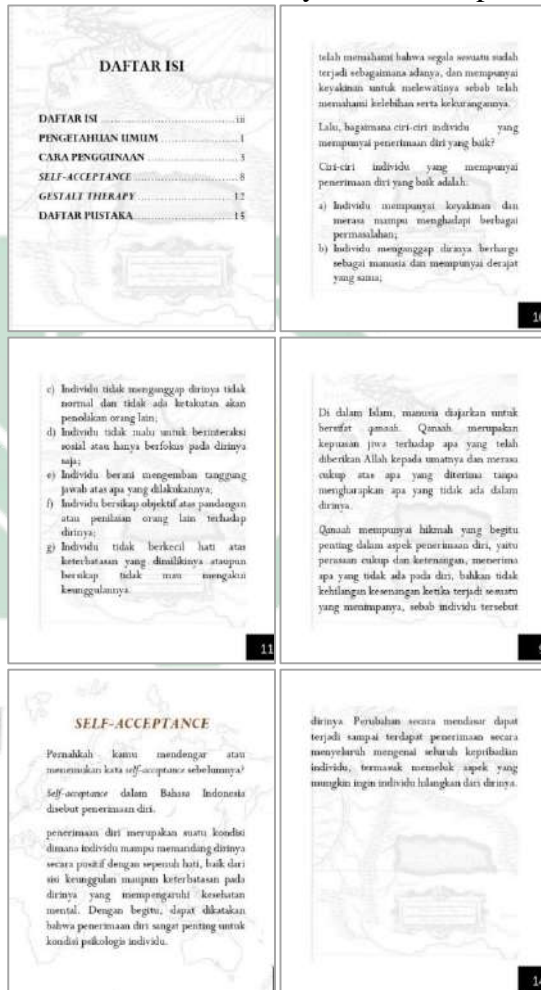 DAFTAR ISI
DAFTAR ISI ........................................ iii
PENGETAHUAN UMUM ........................................ 1
CARA PENGGUNAAN ........................................ 3
SELF-ACCEPTANCE ........................................ 8
GESTALT THERAPY ........................................ 12
DAFTAR PUSTAKA ........................................ 15
telah memahami bahwa segala sesuatu sudah
terjadi sebagaimana adanya, dan mempunyai
keyakinan untuk melewatinya sebab telah
memahami kelebihan serta kekurangannya.
Lalu, bagaimana ciri-ciri individu yang
mempunyai penerimaan diri yang baik?
Ciri-ciri individu yang mempunyai
penerimaan diri yang baik adalah:
a) Individu mempunyai keyakinan dan
merasa mampu menghadapi berbagai
permasalahan;
b) Individu menganggap dirinya berharga
sebagai manusia dan mempunyai derajat
yang sama;
10
c) Individu tidak menganggap dirinya tidak
normal dan tidak ada ketakutan akan
penolakan orang lain;
d) Individu tidak malu untuk berinteraksi
sosial atau hanya berfokus pada dirinya
saja;
e) Individu berani mengemban tanggung
jawab atas apa yang dilakukannya;
f) Individu bersikap objektif atas pandangan
atau penilaian orang lain terhadap
dirinya;
g) Individu tidak berkecil hati atas
keterbatasan yang dimilikinya ataupun
bersikap tidak mau mengakui
keunggulannya.
11
Di dalam Islam, manusia diajarkan untuk
bersifat qanaah. Qanaah merupakan
kepuasan jiwa terhadap apa yang telah
diberikan Allah kepada umatnya dan merasa
cukup atas apa yang diterima tanpa
mengharapkan apa yang tidak ada dalam
dirinya.
Qanaah mempunyai hikmah yang begitu
penting dalam aspek penerimaan diri, yaitu
perasaan cukup dan ketenangan, menerima
apa yang tidak ada pada diri, bahkan tidak
kehilangan kesenangan ketika terjadi sesuatu
yang menimpanya, sebab individu tersebut
9
SELF-ACCEPTANCE
Pernahkah kamu mendengar atau
menemukan kata self-acceptance sebelumnya?
Self-acceptance dalam Bahasa Indonesia
disebut penerimaan diri.
penerimaan diri merupakan suatu kondisi
dimana individu mampu memandang dirinya
secara positif dengan sepenuh hati, baik dari
sisi keunggulan maupun keterbatasan pada
dirinya yang mempengaruhi kesehatan
mental. Dengan begitu, dapat dikatakan
bahwa penerimaan diri sangat penting untuk
kondisi psikologis individu.
dirinya. Perubahan secara mendasar dapat
terjadi sampai terdapat penerimaan secara
menyeluruh mengenai seluruh kepribadian
individu, termasuk memeluk aspek yang
mungkin ingin individu hilangkan dari dirinya.
14